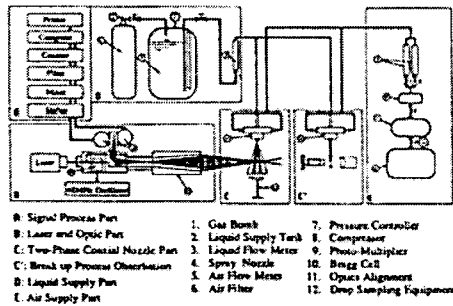 Printer
Computer
Counter
Laser
A: Signal Process Part
B: Laser and Optic Part
C: Two-Phase Coaxial Nozzle Part
C': Break up Process Observation
D: Liquid Supply Part
E: Air Supply Part
1. Gas Bomb
2. Liquid Supply Tank
3. Liquid Flow Meter
4. Spray Nozzle
5. Air Flow Meter
6. Air Filter
7. Pressure Controller
8. Compressor
9. Photo-Multiplier
10. Bragg Cell
11. Optics Alignment
12. Drop Sampling Equipment